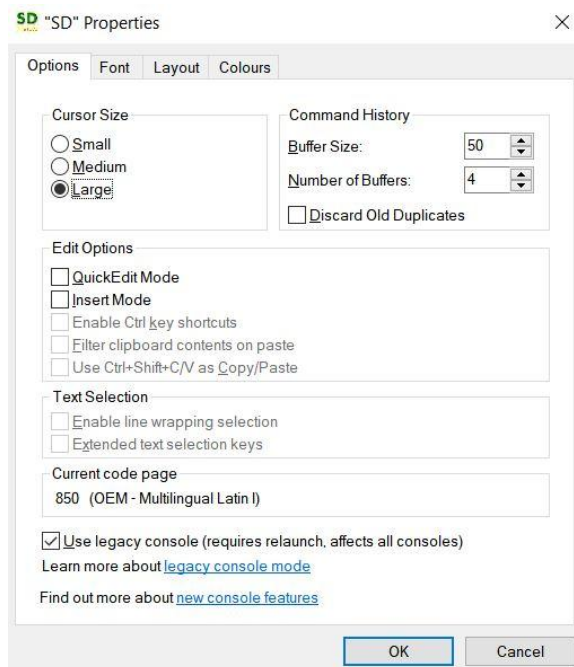 SD "SD" Properties
Options Font Layout Colours
Cursor Size
Small
Medium
Large
Command History
Buffer Size: 50
Number of Buffers: 4
Discard Old Duplicates
Edit Options
QuickEdit Mode
Insert Mode
Enable Ctrl key shortcuts
Filter clipboard contents on paste
Use Ctrl+Shift+C/V as Copy/Paste
Text Selection
Enable line wrapping selection
Extended text selection keys
Current code page
850 (OEM - Multilingual Latin I)
Use legacy console (requires relaunch, affects all consoles)
Learn more about legacy console mode
Find out more about new console features
OK Cancel